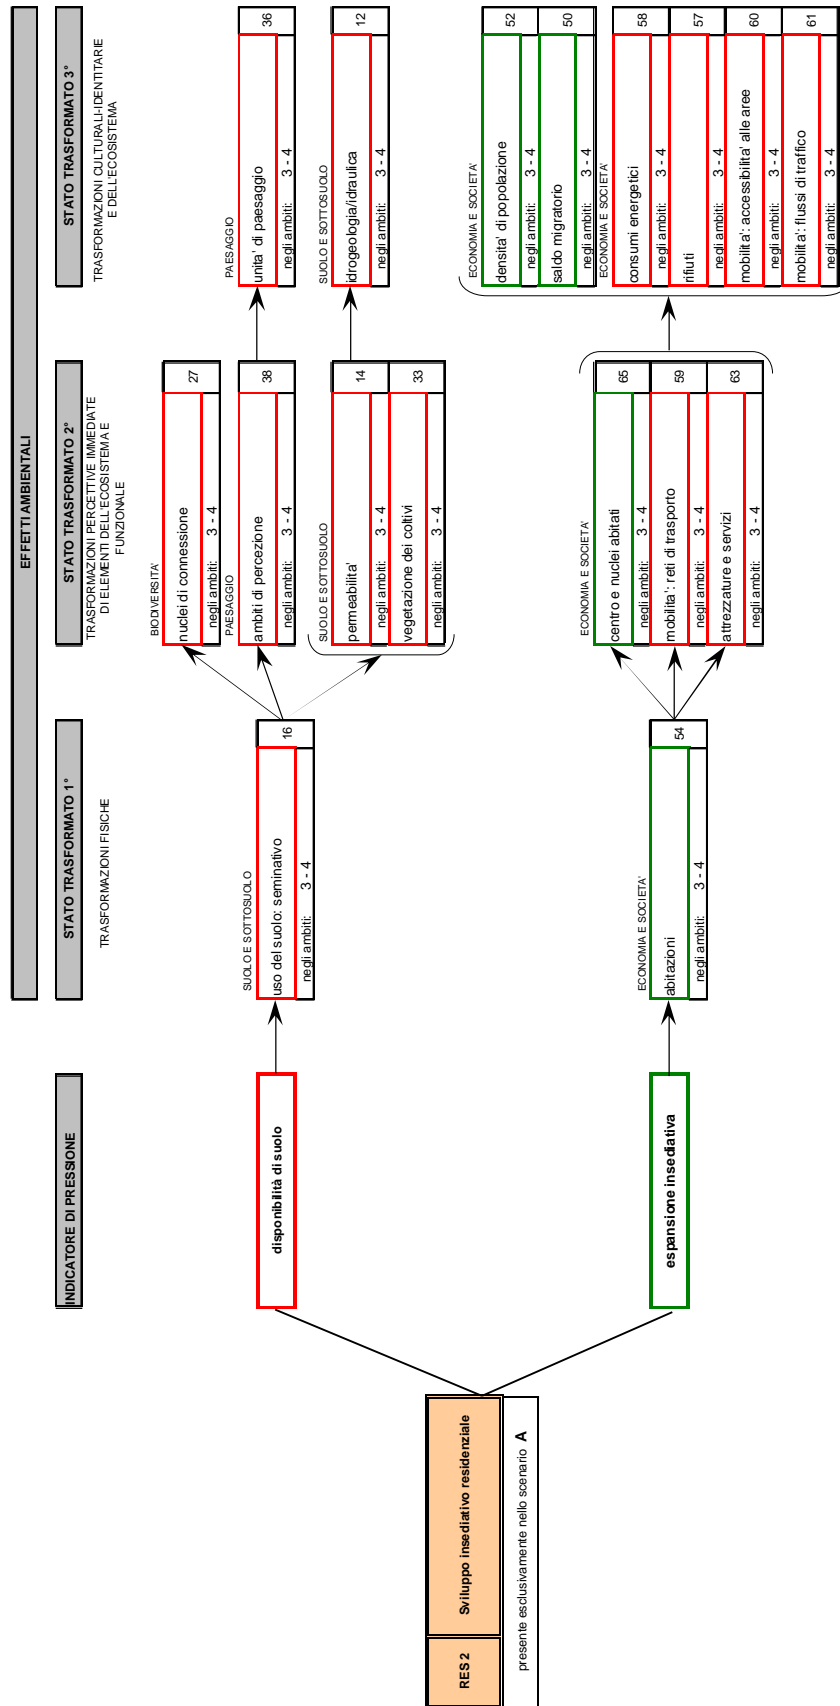 EFFETTI AMBIENTALI
INDICATORE DI PRESSIONE
STATO TRASFORMATO 1°
STATO TRASFORMATO 2°
STATO TRASFORMATO 3°
TRASFORMAZIONI FISICHE
TRASFORMAZIONI PERCETTIVE IMMEDIATE
DI ELEMENTI DELL'ECOSISTEMA E
FUNZIONALE
TRASFORMAZIONI CULTURALI-IDENTITARIE
E DELL'ECOSISTEMA
RES 2
Sviluppo insediativo residenziale
presente esclusivamente nello scenario A
disponibilità di suolo
SUOLO E SOTTOSUOLO
uso del suolo: seminativo
16
negli ambiti: 3 - 4
BIODIVERSITA'
nuclei di connessione
27
negli ambiti: 3 - 4
PAESAGGIO
ambiti di percezione
38
negli ambiti: 3 - 4
SUOLO E SOTTOSUOLO
permeabilita'
14
negli ambiti: 3 - 4
vegetazione dei coltivi
33
negli ambiti: 3 - 4
PAESAGGIO
unita' di paesaggio
36
negli ambiti: 3 - 4
SUOLO E SOTTOSUOLO
idrogeologia/idraulica
12
negli ambiti: 3 - 4
espansione insediativa
ECONOMIA E SOCIETA'
abitazioni
54
negli ambiti: 3 - 4
ECONOMIA E SOCIETA'
centro e nuclei abitati
65
negli ambiti: 3 - 4
mobilita': reti di trasporto
59
negli ambiti: 3 - 4
attrezzature e servizi
63
negli ambiti: 3 - 4
ECONOMIA E SOCIETA'
densita' di popolazione
52
negli ambiti: 3 - 4
saldo migratorio
50
negli ambiti: 3 - 4
ECONOMIA E SOCIETA'
consumi energetici
58
negli ambiti: 3 - 4
rifiuti
57
negli ambiti: 3 - 4
mobilita': accessibilita' alle aree
60
negli ambiti: 3 - 4
mobilita': flussi di traffico
61
negli ambiti: 3 - 4